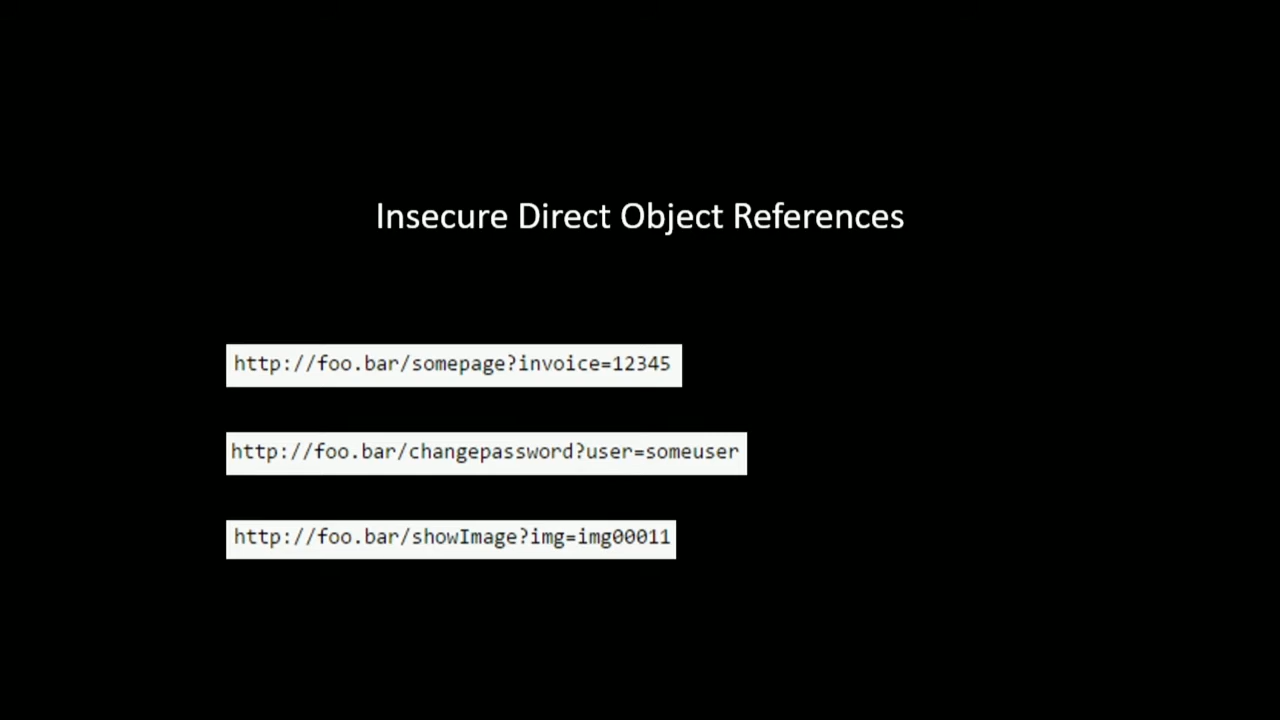 Insecure Direct Object References
http://foo.bar/somepage?invoice=12345
http://foo.bar/changepassword?user=someuser
http://foo.bar/showImage?img=img00011